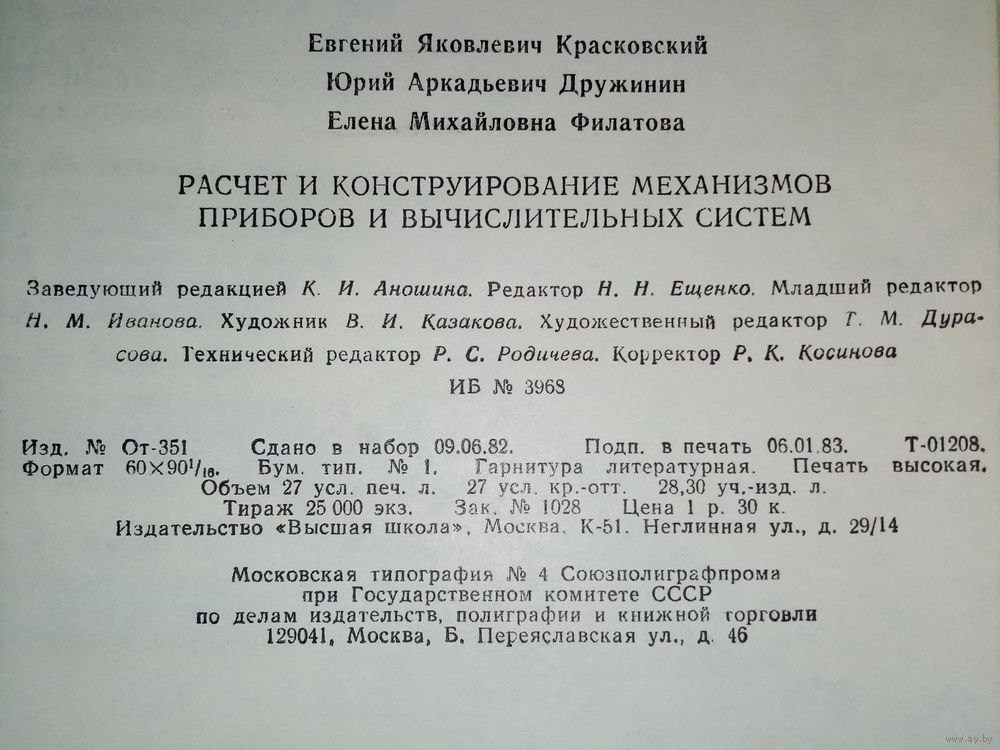 Евгений Яковлевич Красковский
Юрий Аркадьевич Дружинин
Елена Михайловна Филатова
РАСЧЕТ И КОНСТРУИРОВАНИЕ МЕХАНИЗМОВ
ПРИБОРОВ И ВЫЧИСЛИТЕЛЬНЫХ СИСТЕМ
Заведующий редакцией К. И. Аношина. Редактор Н. Н. Ещенко. Младший редактор
Н. М. Иванова. Художник В. И. Казакова. Художественный редактор Т. М. Дура-
сова. Технический редактор Р. С. Родичева. Корректор Р. К. Косинова
ИБ № 3968
Изд. № От-351 Сдано в набор 09.06.82. Подп. в печать 06.01.83. Т-01208.
Формат 60×90¹/₁₆. Бум. тип. № 1. Гарнитура литературная. Печать высокая.
Объем 27 усл. печ. л. 27 усл. кр.-отт. 28,30 уч.-изд. л.
Тираж 25 000 экз. Зак. № 1028 Цена 1 р. 30 к.
Издательство «Высшая школа», Москва, К-51, Неглинная ул., д. 29/14
Московская типография № 4 Союзполиграфпрома
при Государственном комитете СССР
по делам издательств, полиграфии и книжной торговли
129041, Москва, Б. Переяславская ул., д. 46
www.ay.by